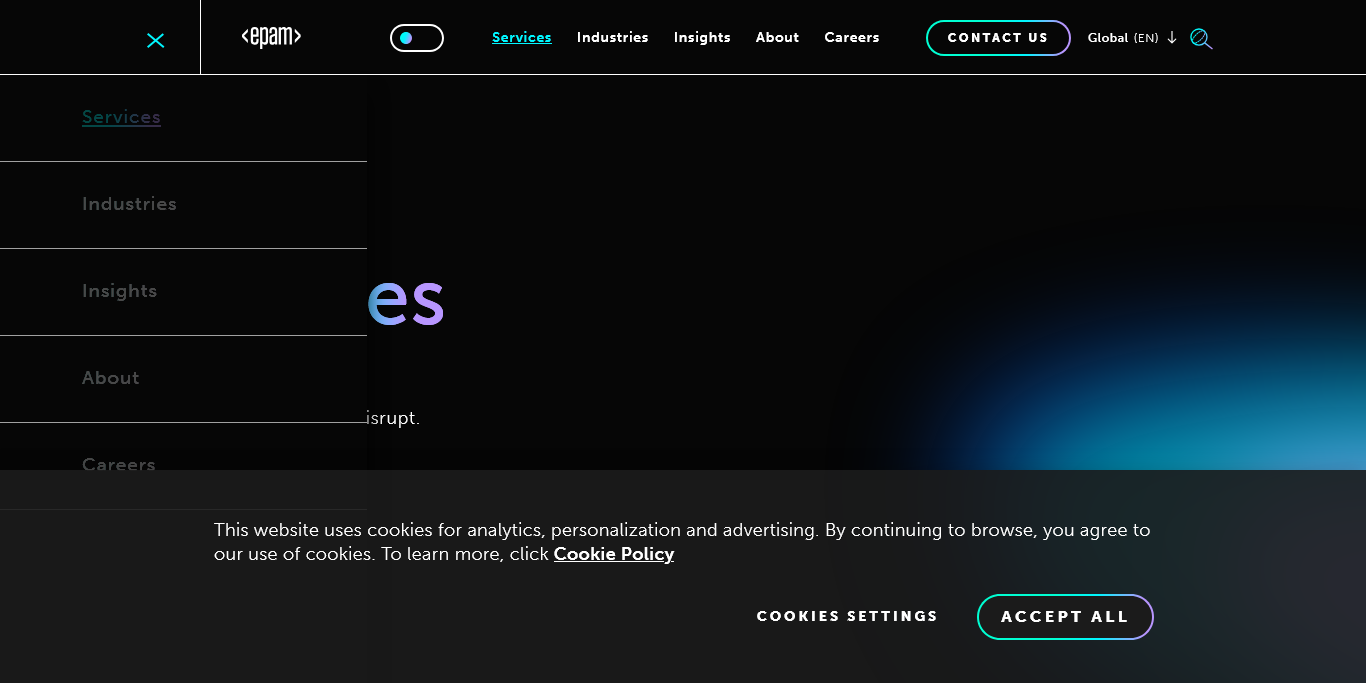 <epam>
Services
Industries
Insights
About
Careers
CONTACT US
Global (EN)
Services
Industries
Insights
es
About
isrupt.
Careers
This website uses cookies for analytics, personalization and advertising. By continuing to browse, you agree to
our use of cookies. To learn more, click Cookie Policy
COOKIES SETTINGS
ACCEPT ALL